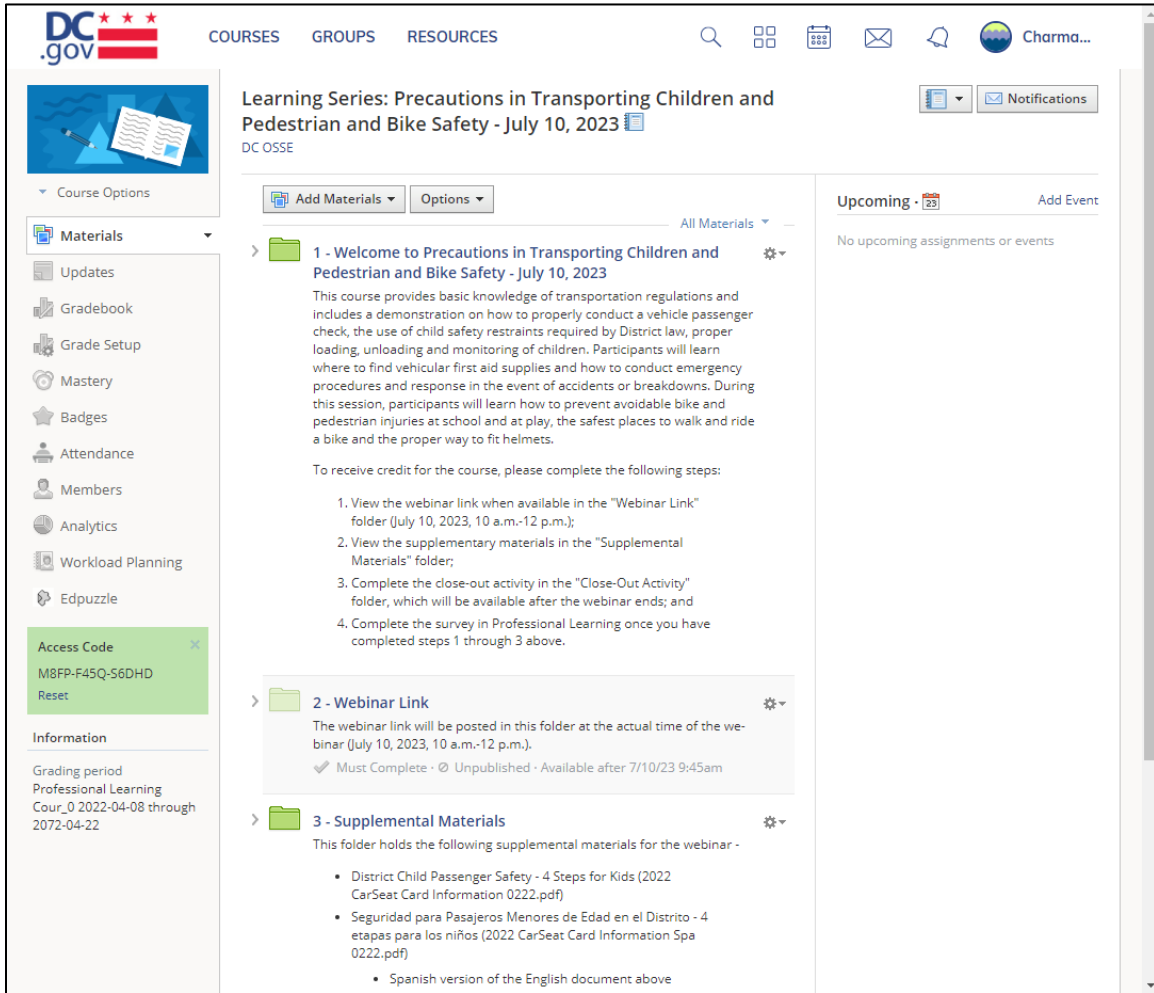 DC
.gov
COURSES GROUPS RESOURCES
Charma...
Learning Series: Precautions in Transporting Children and
Pedestrian and Bike Safety - July 10, 2023
DC OSSE
Notifications
Course Options
Materials
Updates
Gradebook
Grade Setup
Mastery
Badges
Attendance
Members
Analytics
Workload Planning
Edpuzzle
Access Code
M8FP-F45Q-S6DHD
Reset
Information
Grading period
Professional Learning
Cour_0 2022-04-08 through
2072-04-22
Add Materials Options
All Materials
1 - Welcome to Precautions in Transporting Children and
Pedestrian and Bike Safety - July 10, 2023
This course provides basic knowledge of transportation regulations and
includes a demonstration on how to properly conduct a vehicle passenger
check, the use of child safety restraints required by District law, proper
loading, unloading and monitoring of children. Participants will learn
where to find vehicular first aid supplies and how to conduct emergency
procedures and response in the event of accidents or breakdowns. During
this session, participants will learn how to prevent avoidable bike and
pedestrian injuries at school and at play, the safest places to walk and ride
a bike and the proper way to fit helmets.
To receive credit for the course, please complete the following steps:
1. View the webinar link when available in the "Webinar Link"
folder (July 10, 2023, 10 a.m.-12 p.m.);
2. View the supplementary materials in the "Supplemental
Materials" folder;
3. Complete the close-out activity in the "Close-Out Activity"
folder, which will be available after the webinar ends; and
4. Complete the survey in Professional Learning once you have
completed steps 1 through 3 above.
2 - Webinar Link
The webinar link will be posted in this folder at the actual time of the we-
binar (July 10, 2023, 10 a.m.-12 p.m.).
Must Complete · Unpublished · Available after 7/10/23 9:45am
3 - Supplemental Materials
This folder holds the following supplemental materials for the webinar -
• District Child Passenger Safety - 4 Steps for Kids (2022
CarSeat Card Information 0222.pdf)
• Seguridad para Pasajeros Menores de Edad en el Distrito - 4
etapas para los niños (2022 CarSeat Card Information Spa
0222.pdf)
• Spanish version of the English document above
Upcoming · 23 Add Event
No upcoming assignments or events